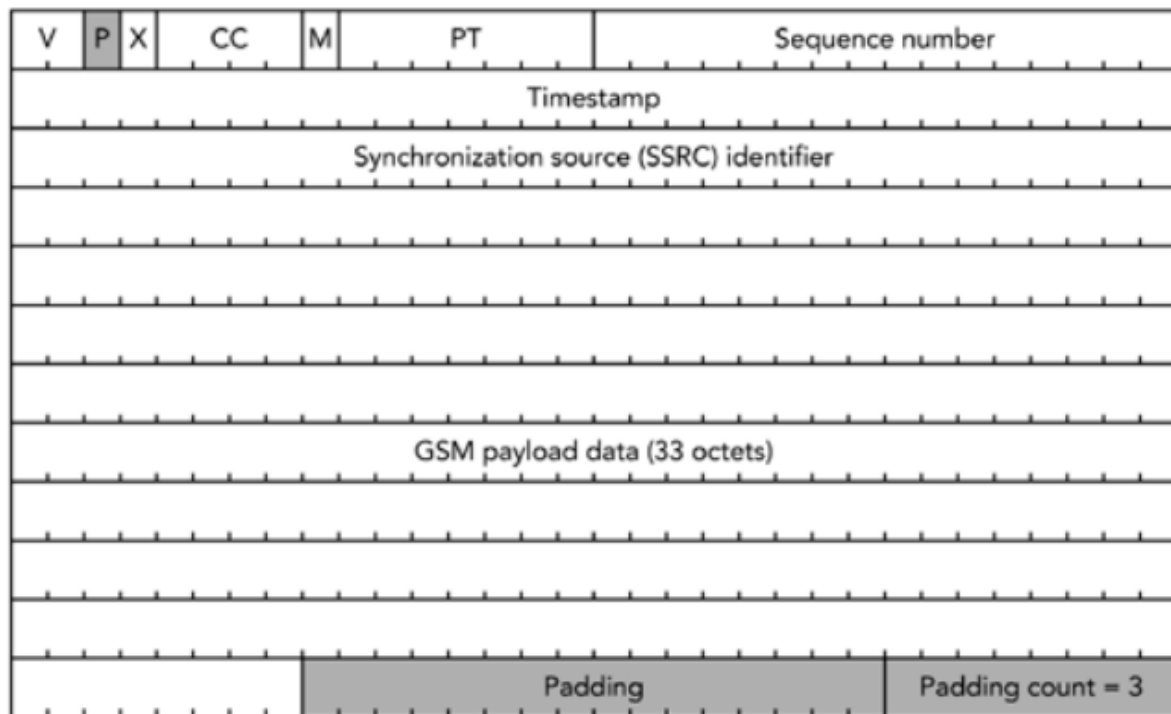 V P X CC M PT Sequence number
Timestamp
Synchronization source (SSRC) identifier
GSM payload data (33 octets)
Padding Padding count = 3